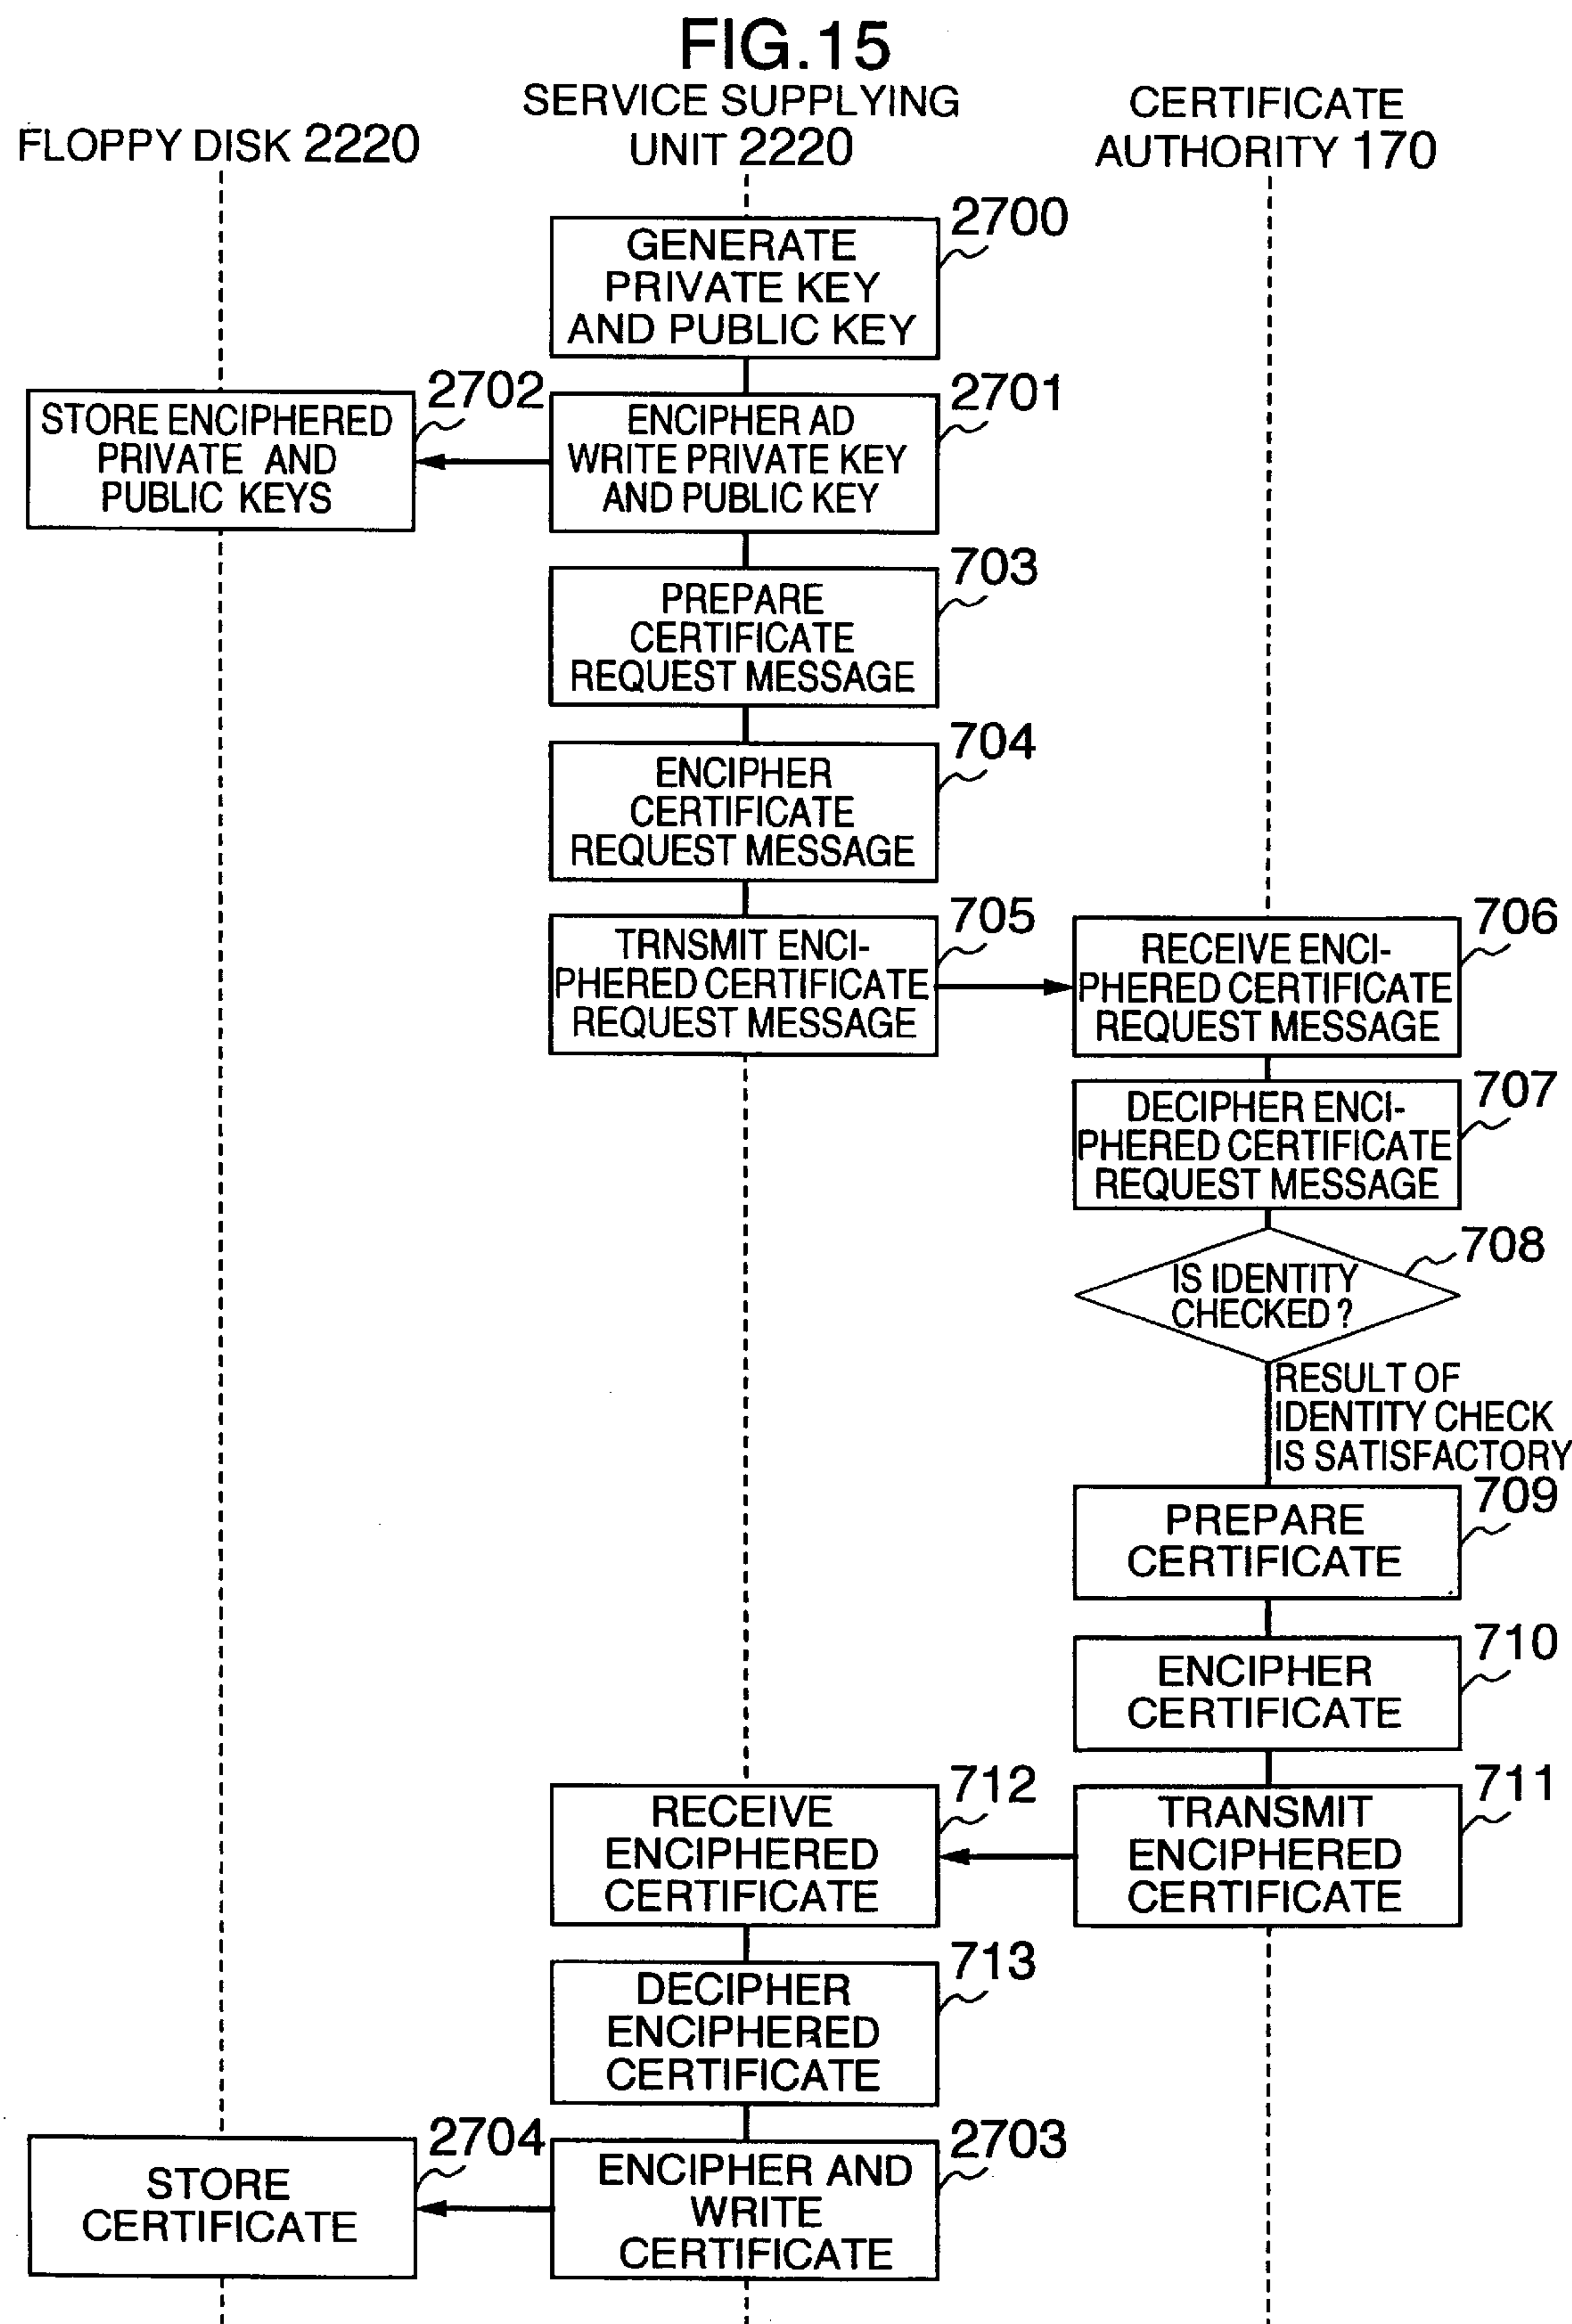 FIG.15
FLOPPY DISK 2220
SERVICE SUPPLYING
UNIT 2220
CERTIFICATE
AUTHORITY 170
2700
GENERATE
PRIVATE KEY
AND PUBLIC KEY
2702
STORE ENCIPHERED
PRIVATE AND
PUBLIC KEYS
2701
ENCIPHER AD
WRITE PRIVATE KEY
AND PUBLIC KEY
703
PREPARE
CERTIFICATE
REQUEST MESSAGE
704
ENCIPHER
CERTIFICATE
REQUEST MESSAGE
705
TRNSMIT ENCI-
PHERED CERTIFICATE
REQUEST MESSAGE
706
RECEIVE ENCI-
PHERED CERTIFICATE
REQUEST MESSAGE
707
DECIPHER ENCI-
PHERED CERTIFICATE
REQUEST MESSAGE
708
IS IDENTITY
CHECKED ?
RESULT OF
IDENTITY CHECK
IS SATISFACTORY
709
PREPARE
CERTIFICATE
710
ENCIPHER
CERTIFICATE
711
TRANSMIT
ENCIPHERED
CERTIFICATE
712
RECEIVE
ENCIPHERED
CERTIFICATE
713
DECIPHER
ENCIPHERED
CERTIFICATE
2703
ENCIPHER AND
WRITE
CERTIFICATE
2704
STORE
CERTIFICATE